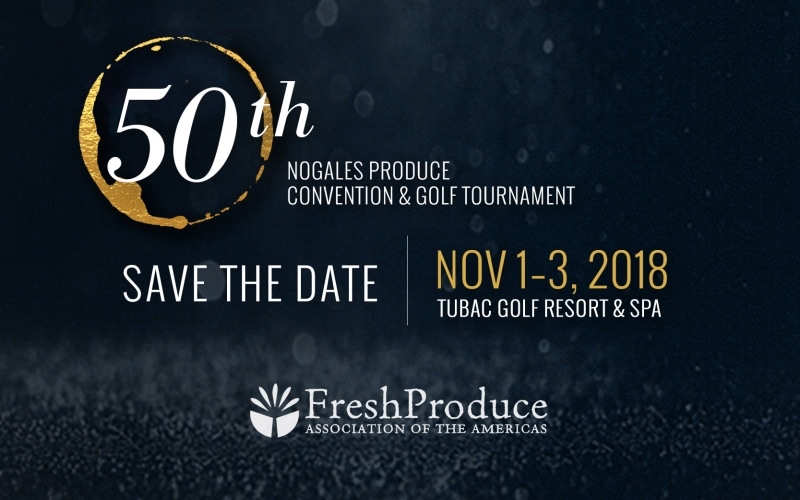 50th
NOGALES PRODUCE
CONVENTION & GOLF TOURNAMENT
SAVE THE DATE
NOV 1-3, 2018
TUBAC GOLF RESORT & SPA
FreshProduce
ASSOCIATION OF THE AMERICAS